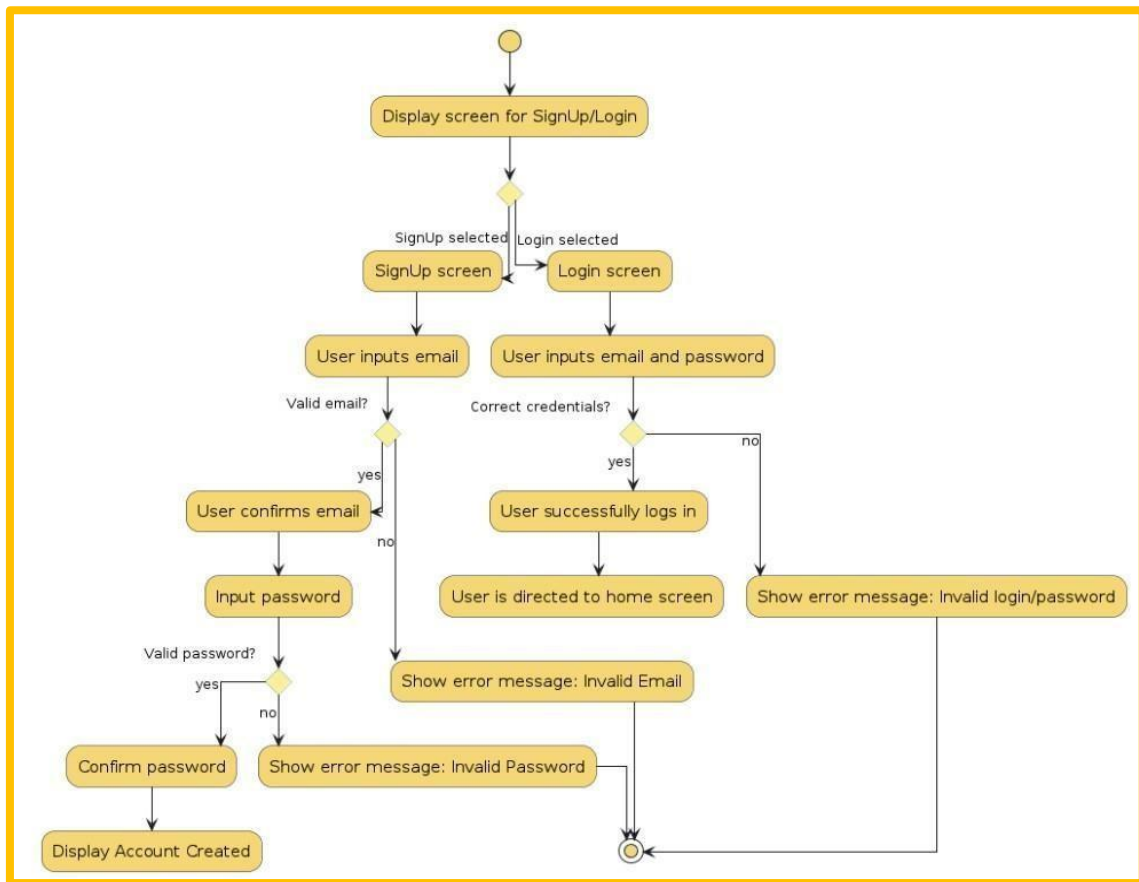 Display screen for SignUp/Login
SignUp selected
Login selected
SignUp screen
Login screen
User inputs email
User inputs email and password
Valid email?
Correct credentials?
no
yes
yes
User confirms email
User successfully logs in
no
Input password
User is directed to home screen
Show error message: Invalid login/password
Valid password?
Show error message: Invalid Email
yes
no
Confirm password
Show error message: Invalid Password
Display Account Created